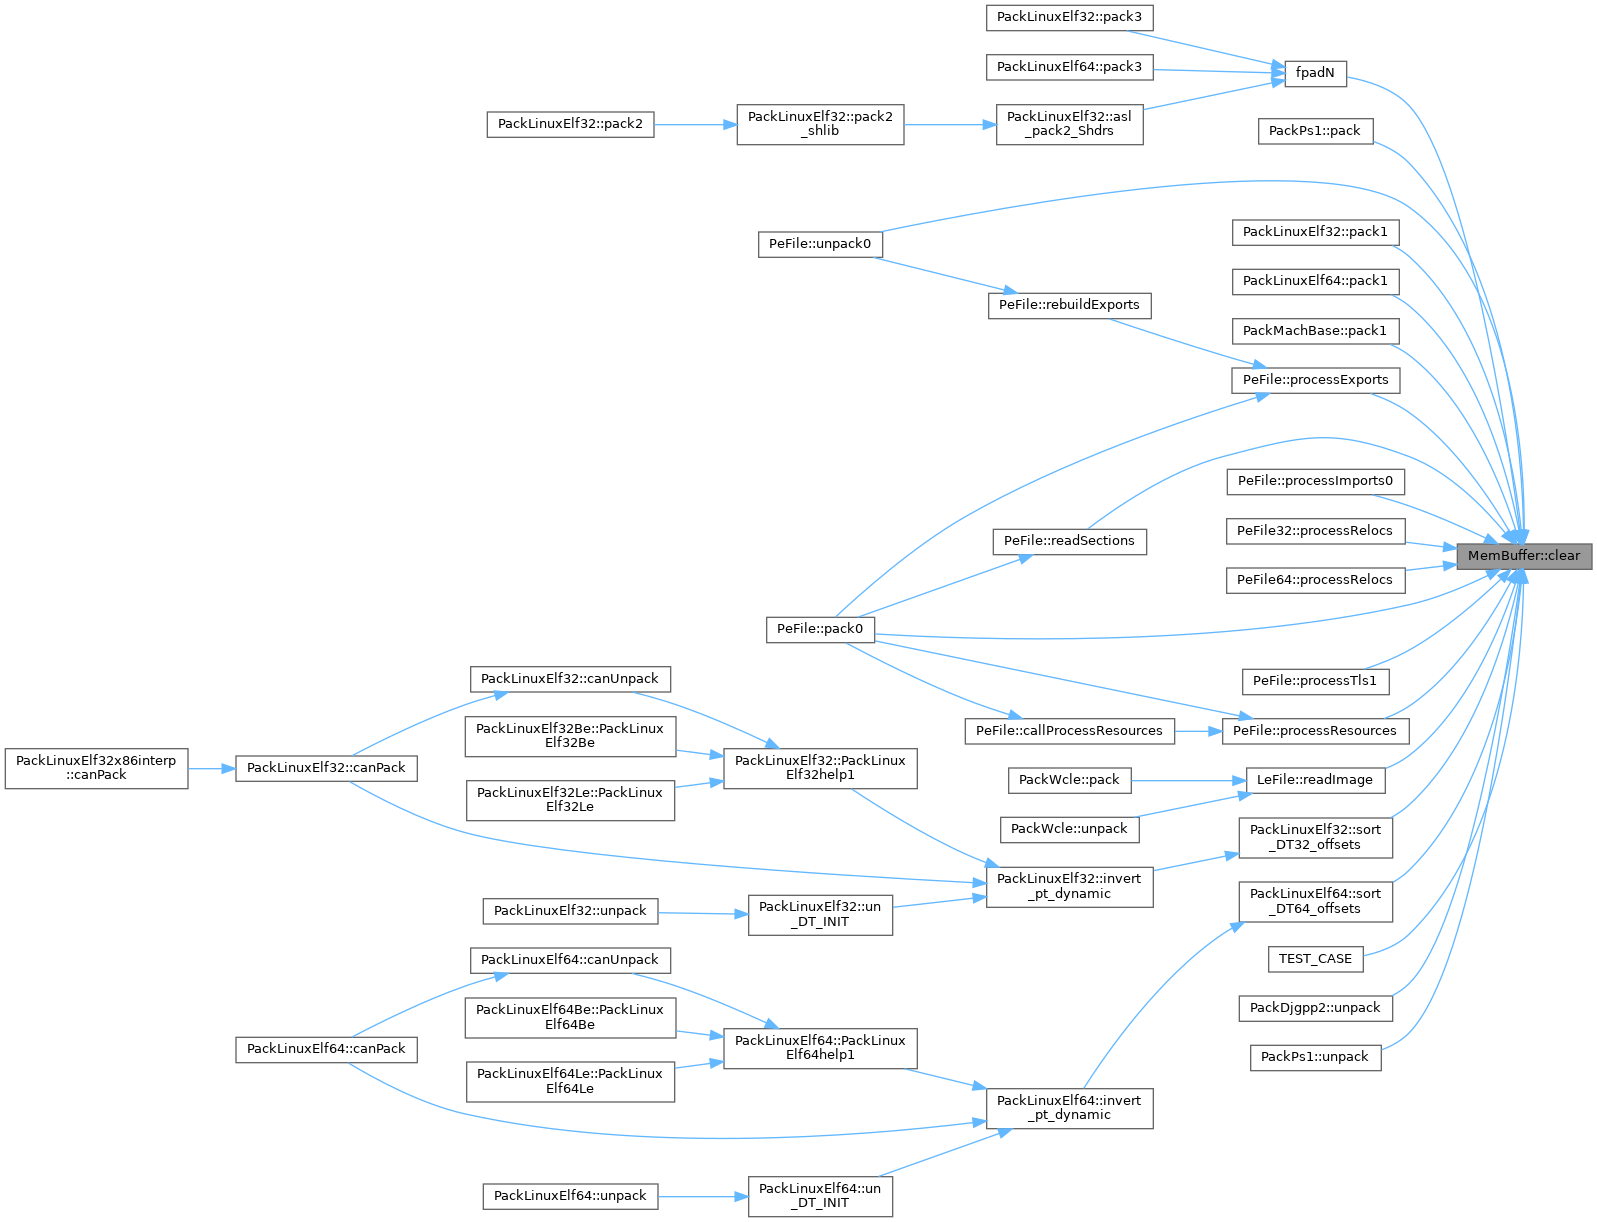 PackLinuxElf32::pack3
PackLinuxElf64::pack3
fpadN
PackLinuxElf32::pack2
PackLinuxElf32::pack2
_shlib
PackLinuxElf32::asl
_pack2_Shdrs
PackPs1::pack
PeFile::unpack0
PackLinuxElf32::pack1
PackLinuxElf64::pack1
PeFile::rebuildExports
PackMachBase::pack1
PeFile::processExports
PeFile::processImports0
PeFile32::processRelocs
PeFile::readSections
MemBuffer::clear
PeFile64::processRelocs
PeFile::pack0
PackLinuxElf32::canUnpack
PeFile::processTls1
PackLinuxElf32Be::PackLinux
Elf32Be
PeFile::callProcessResources
PeFile::processResources
PackLinuxElf32x86interp
::canPack
PackLinuxElf32::canPack
PackLinuxElf32::PackLinux
Elf32help1
PackWcle::pack
LeFile::readImage
PackLinuxElf32Le::PackLinux
Elf32Le
PackWcle::unpack
PackLinuxElf32::sort
_DT32_offsets
PackLinuxElf32::invert
_pt_dynamic
PackLinuxElf32::unpack
PackLinuxElf32::un
_DT_INIT
PackLinuxElf64::sort
_DT64_offsets
PackLinuxElf64::canUnpack
TEST_CASE
PackLinuxElf64Be::PackLinux
Elf64Be
PackDjgpp2::unpack
PackLinuxElf64::canPack
PackLinuxElf64::PackLinux
Elf64help1
PackPs1::unpack
PackLinuxElf64Le::PackLinux
Elf64Le
PackLinuxElf64::invert
_pt_dynamic
PackLinuxElf64::unpack
PackLinuxElf64::un
_DT_INIT